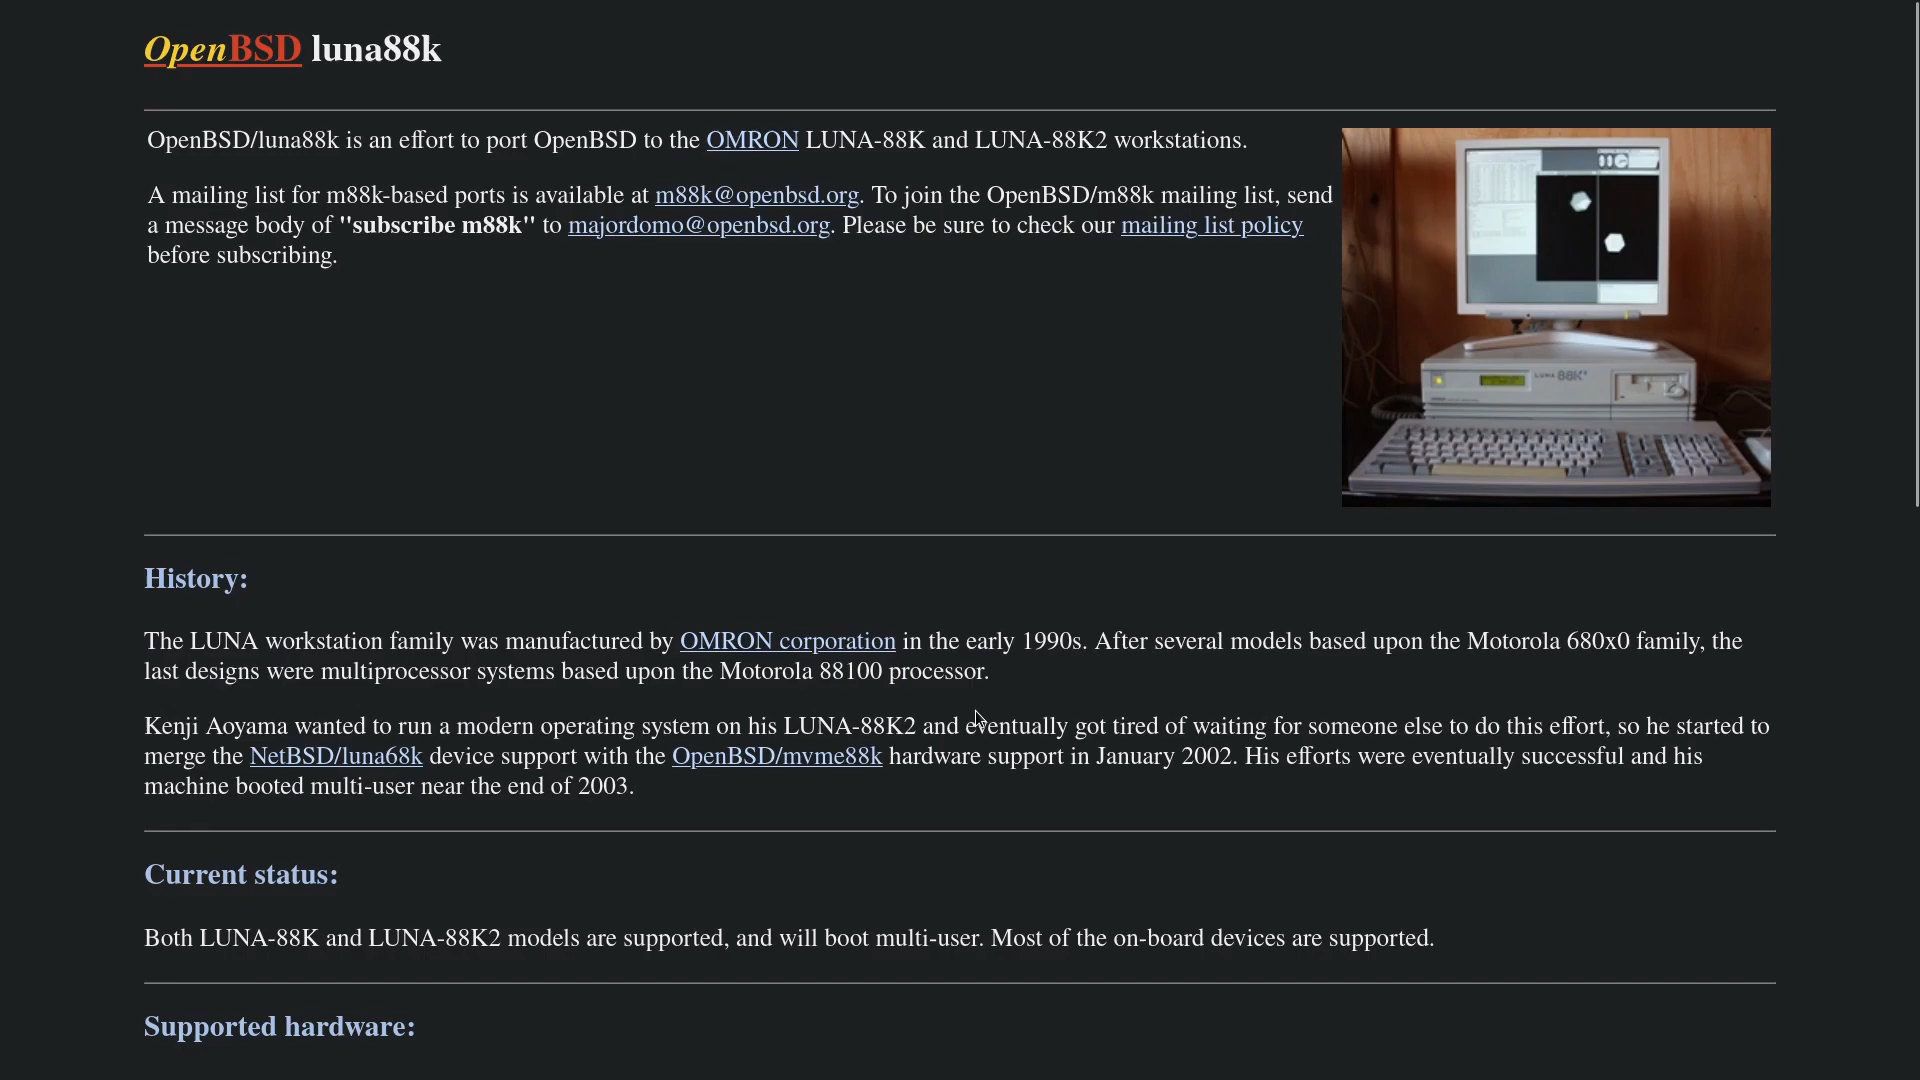 OpenBSD luna88k
OpenBSD/luna88k is an effort to port OpenBSD to the OMRON LUNA-88K and LUNA-88K2 workstations.
A mailing list for m88k-based ports is available at m88k@openbsd.org. To join the OpenBSD/m88k mailing list, send
a message body of "subscribe m88k" to majordomo@openbsd.org. Please be sure to check our mailing list policy
before subscribing.
LUNA 88K²
History:
The LUNA workstation family was manufactured by OMRON corporation in the early 1990s. After several models based upon the Motorola 680x0 family, the
last designs were multiprocessor systems based upon the Motorola 88100 processor.
Kenji Aoyama wanted to run a modern operating system on his LUNA-88K2 and eventually got tired of waiting for someone else to do this effort, so he started to
merge the NetBSD/luna68k device support with the OpenBSD/mvme88k hardware support in January 2002. His efforts were eventually successful and his
machine booted multi-user near the end of 2003.
Current status:
Both LUNA-88K and LUNA-88K2 models are supported, and will boot multi-user. Most of the on-board devices are supported.
Supported hardware: